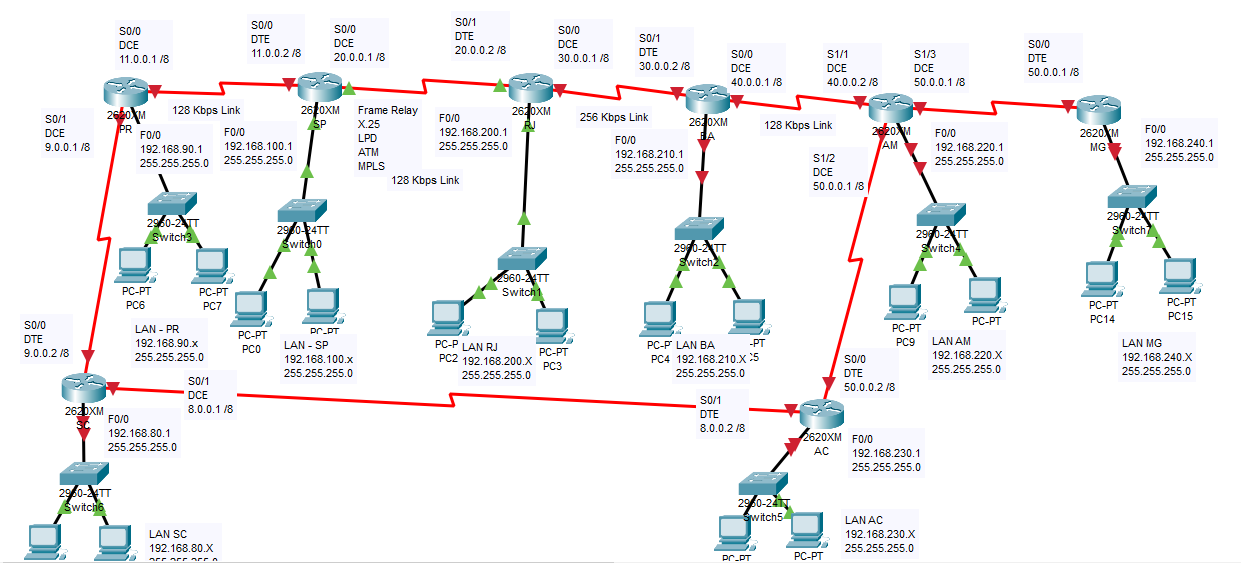 S0/0
DCE
11.0.0.1 /8
S0/0
DTE
11.0.0.2 /8
S0/0
DCE
20.0.0.1 /8
S0/1
DTE
20.0.0.2 /8
S0/0
DCE
30.0.0.1 /8
S0/1
DTE
30.0.0.2 /8
S0/0
DCE
40.0.0.1 /8
S1/1
DCE
40.0.0.2 /8
S1/3
DCE
50.0.0.1 /8
S0/0
DTE
50.0.0.1 /8
2620XM
PR
128 Kbps Link
2620XM
SP
Frame Relay
X.25
LPD
ATM
MPLS
128 Kbps Link
2620XM
RJ
256 Kbps Link
2620XM
BA
128 Kbps Link
2620XM
AM
2620XM
MG
S0/1
DCE
9.0.0.1 /8
F0/0
192.168.90.1
255.255.255.0
F0/0
192.168.100.1
255.255.255.0
F0/0
192.168.200.1
255.255.255.0
F0/0
192.168.210.1
255.255.255.0
S1/2
DCE
50.0.0.1 /8
F0/0
192.168.220.1
255.255.255.0
F0/0
192.168.240.1
255.255.255.0
2960-24TT
Switch3
2960-24TT
Switch0
2960-24TT
Switch1
2960-24TT
Switch2
2960-24TT
Switch4
2960-24TT
Switch7
PC-PT
PC6
PC-PT
PC7
PC-PT
PC0
PC-PT
PC-P
PC2
PC-PT
PC3
PC-P
PC4
-PT
C5
PC-PT
PC9
PC-PT
PC-PT
PC14
PC-PT
PC15
LAN - PR
192.168.90.x
255.255.255.0
LAN - SP
192.168.100.x
255.255.255.0
LAN RJ
192.168.200.X
255.255.255.0
LAN BA
192.168.210.X
255.255.255.0
LAN AM
192.168.220.X
255.255.255.0
LAN MG
192.168.240.X
255.255.255.0
S0/0
DTE
9.0.0.2 /8
S0/1
DCE
8.0.0.1 /8
S0/1
DTE
8.0.0.2 /8
S0/0
DTE
50.0.0.2 /8
2620XM
SC
F0/0
192.168.80.1
255.255.255.0
2620XM
AC
F0/0
192.168.230.1
255.255.255.0
2960-24TT
Switch6
2960-24TT
Switch5
LAN SC
192.168.80.X
255.255.255.0
PC-PT
PC-PT
LAN AC
192.168.230.X
255.255.255.0